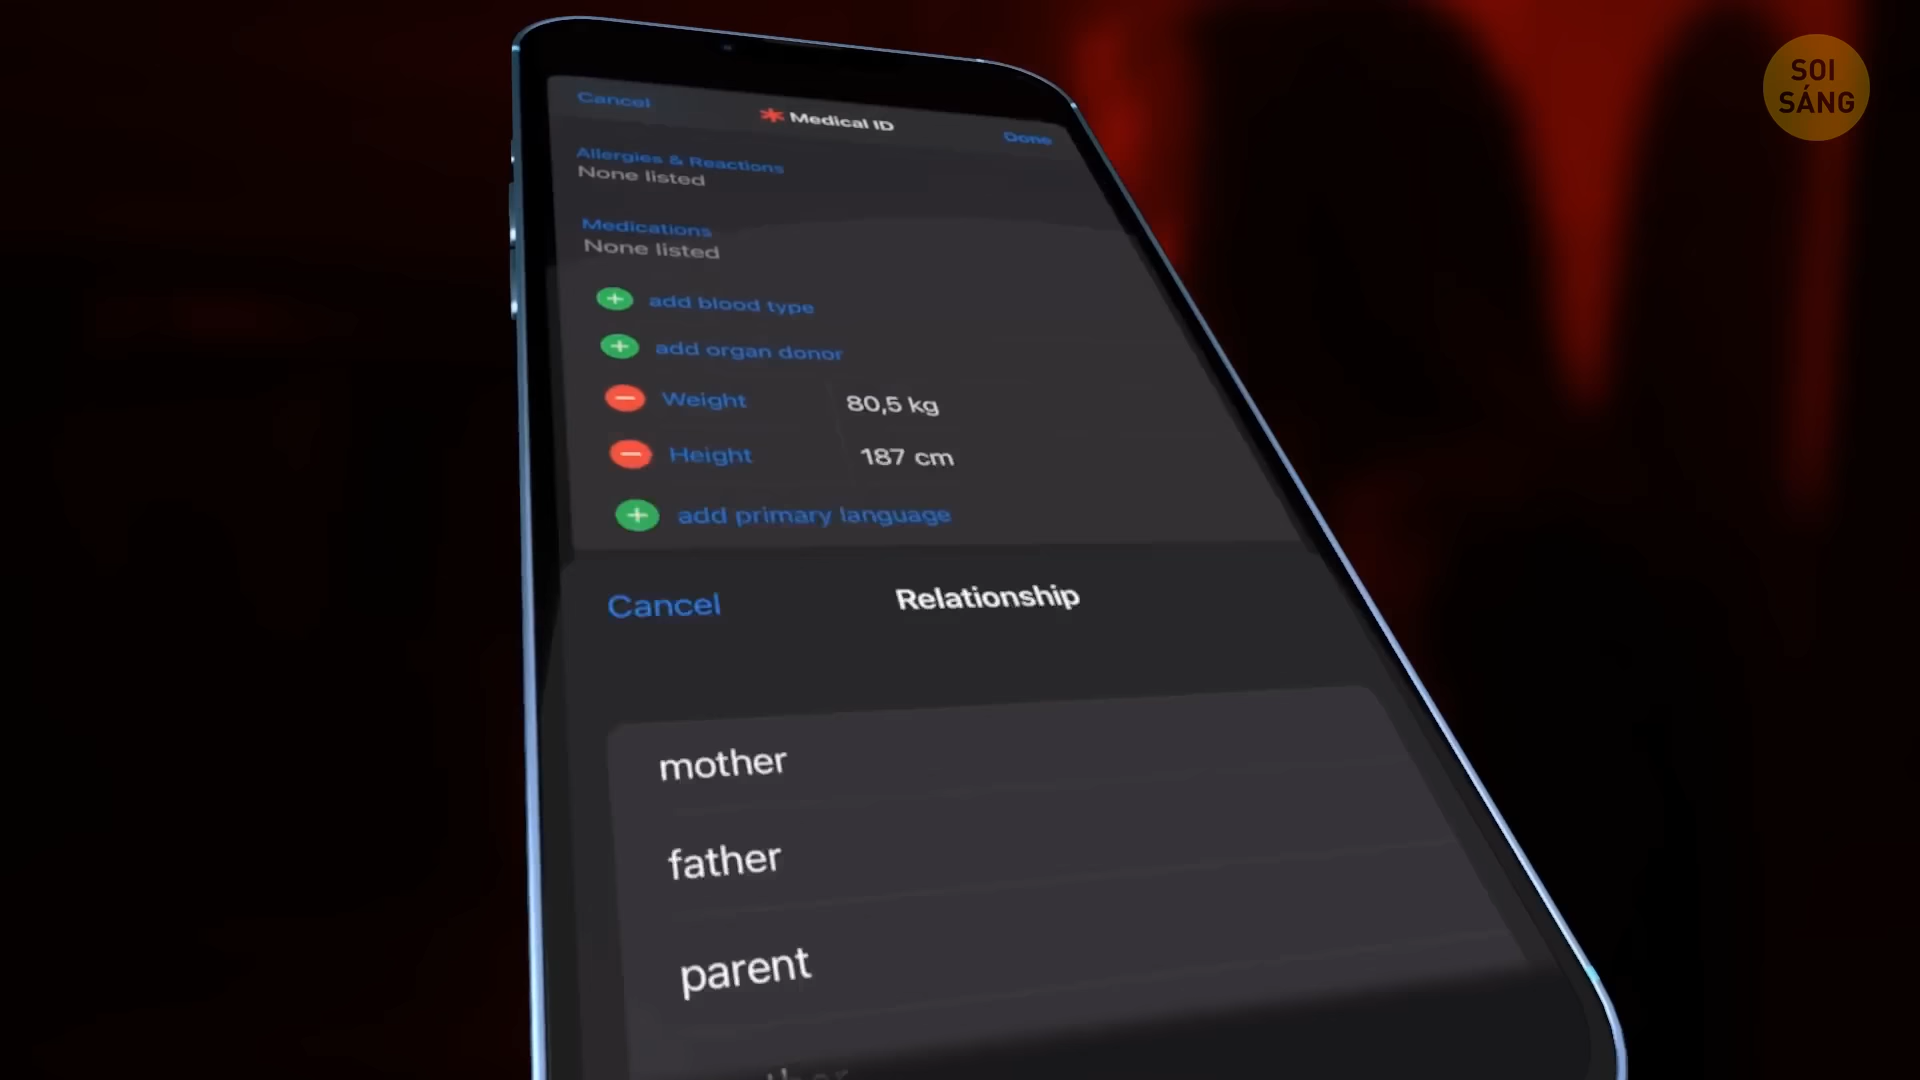 SOI
SÁNG
Cancel
Medical ID
Done
Allergies & Reactions
None listed
Medications
None listed
add blood type
add organ donor
Weight 80,5 kg
Height 187 cm
add primary language
Cancel
Relationship
mother
father
parent